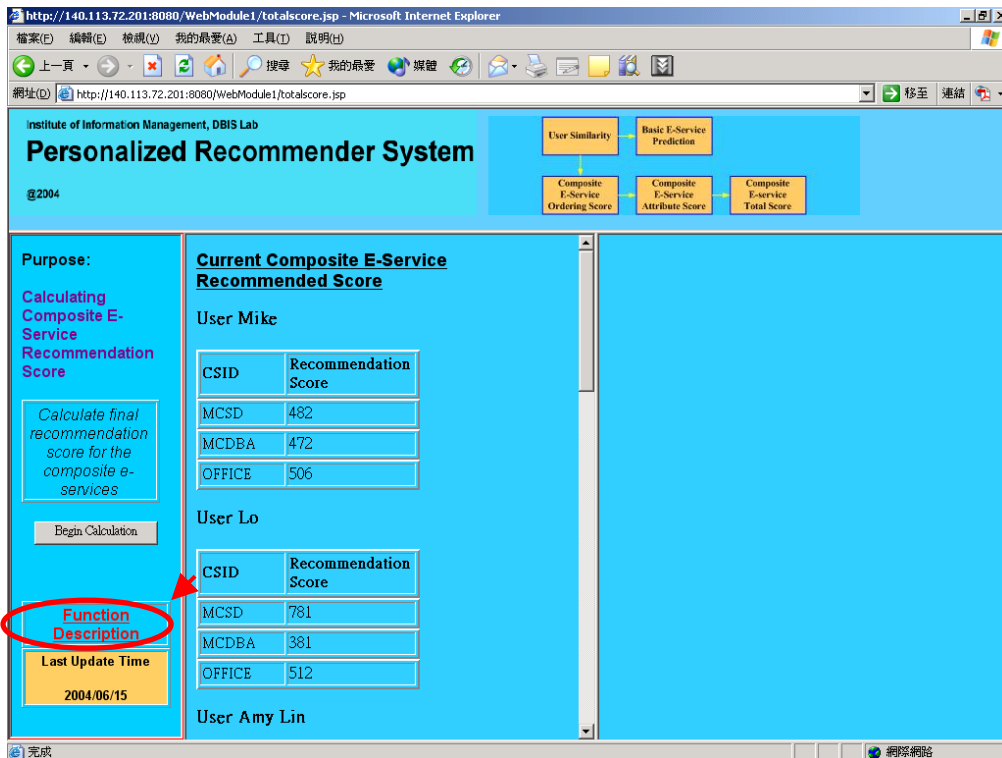 http://140.113.72.201:8080/WebModule1/totalscore.jsp - Microsoft Internet Explorer
檔案(F) 編輯(E) 檢視(V) 我的最愛(A) 工具(T) 說明(H)
上一頁 搜尋 我的最愛 媒體
網址(D) http://140.113.72.201:8080/WebModule1/totalscore.jsp 移至 連結
Institute of Information Management, DBIS Lab
Personalized Recommender System
@2004
User Similarity
Basic E-Service
Prediction
Composite
E-Service
Ordering Score
Composite
E-Service
Attribute Score
Composite
E-service
Total Score
Purpose:
Calculating
Composite E-
Service
Recommendation
Score
Calculate final
recommendation
score for the
composite e-
services
Begin Calculation
Function
Description
Last Update Time
2004/06/15
Current Composite E-Service
Recommended Score
User Mike
CSID Recommendation
Score
MCSD 482
MCDBA 472
OFFICE 506
User Lo
CSID Recommendation
Score
MCSD 781
MCDBA 381
OFFICE 512
User Amy Lin
完成 網際網路